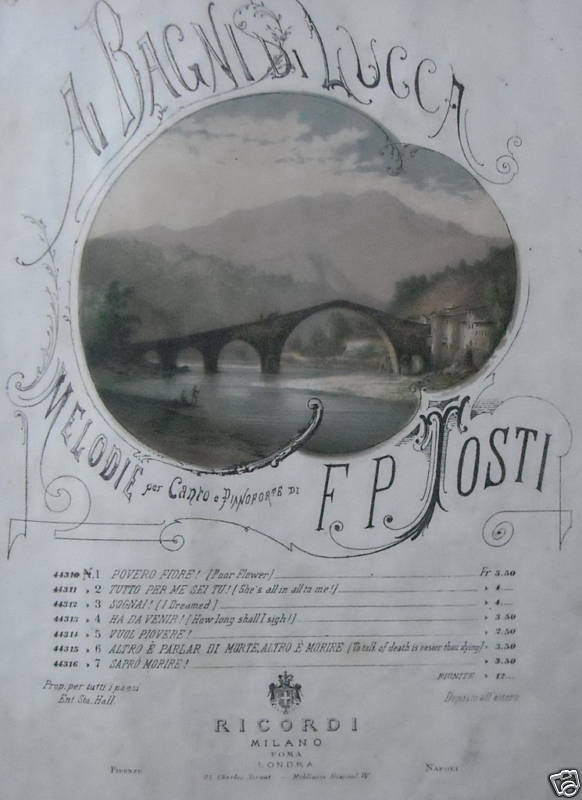 AI BAGNI DI LUCCA
MELODIE per Canto e PIANOFORTE DI
F P TOSTI
44310 N.1 POVERO FIORE! (Poor Flower) Fr 3.50
44311 » 2 TUTTO PER ME SEI TU! (She's all in all to me!) » 4....
44312 » 3 SOGNAI! (I Dreamed) » 4....
44313 » 4 HA DA VENIR! (How long shall I sigh!) » 3.50
44314 » 5 VUOL PIOVERE! » 2.50
44315 » 6 ALTRO È PARLAR DI MORTE, ALTRO È MORIRE (To talk of death is easier than dying) » 3.50
44316 » 7 SAPRÒ MORIRE! » 3.50
RIUNITE » 12...
Prop. per tutti i paesi
Ent. Sta. Hall.
Deposto all'estero
RICORDI
MILANO
ROMA
FIRENZE LONDRA NAPOLI
Charles Street
ebY